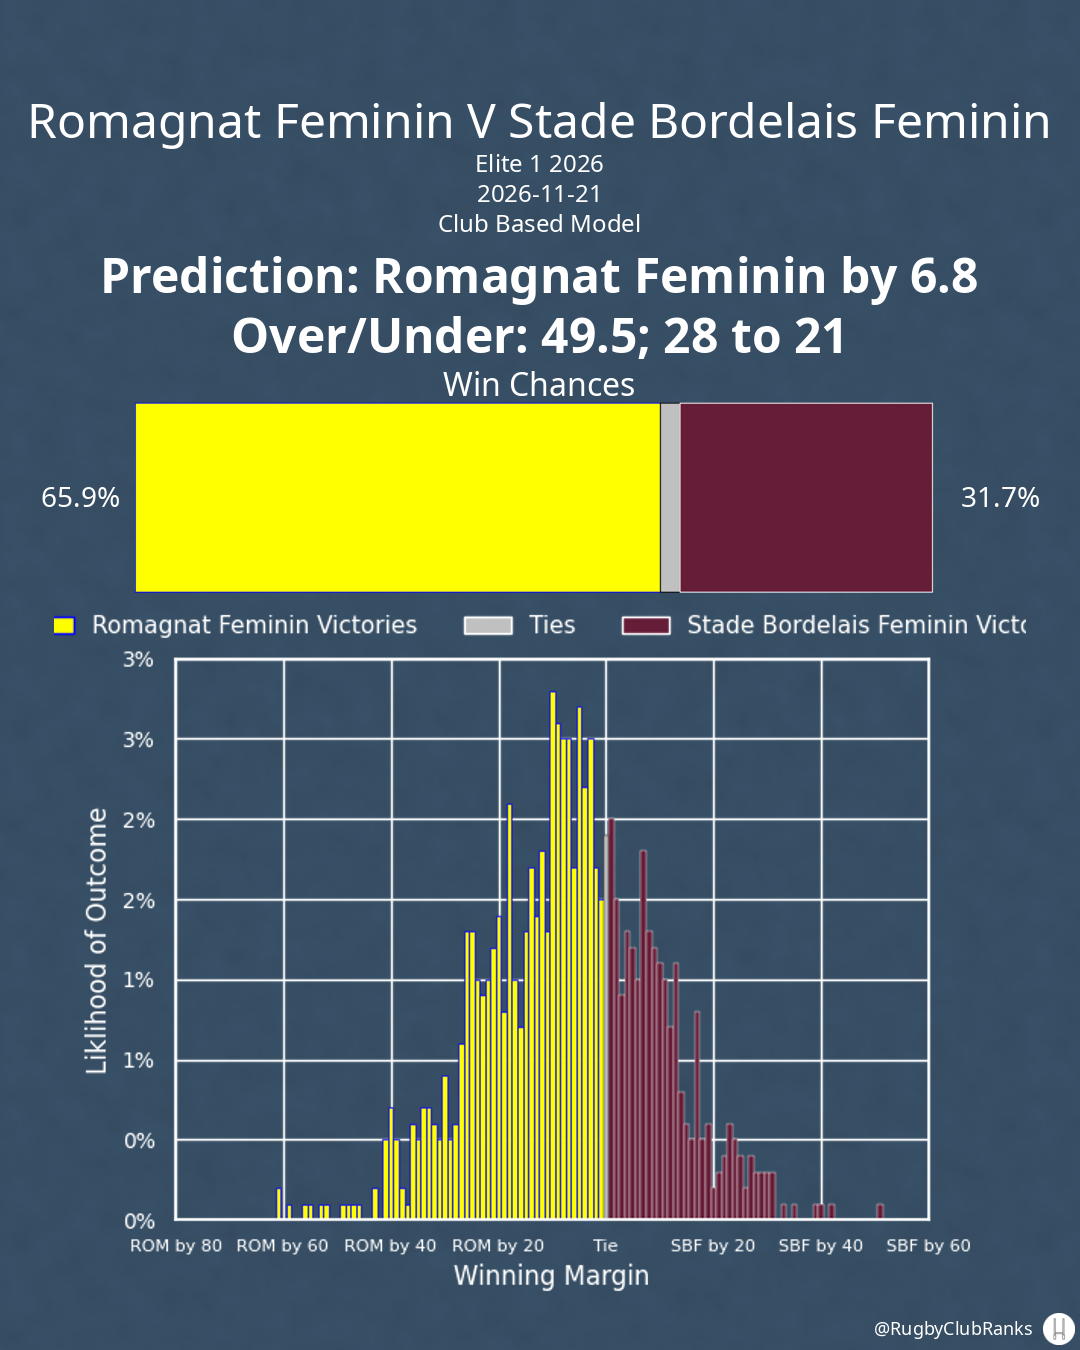 Romagnat Feminin V Stade Bordelais Feminin
Elite 1 2026
2026-11-21
Club Based Model
Prediction: Romagnat Feminin by 6.8
Over/Under: 49.5; 28 to 21
Win Chances
65.9%
31.7%
Romagnat Feminin Victories
Ties
Stade Bordelais Feminin Victo
3%
3%
2%
2%
1%
1%
0%
0%
Liklihood of Outcome
ROM by 80
ROM by 60
ROM by 40
ROM by 20
Tie
SBF by 20
SBF by 40
SBF by 60
Winning Margin
@RugbyClubRanks